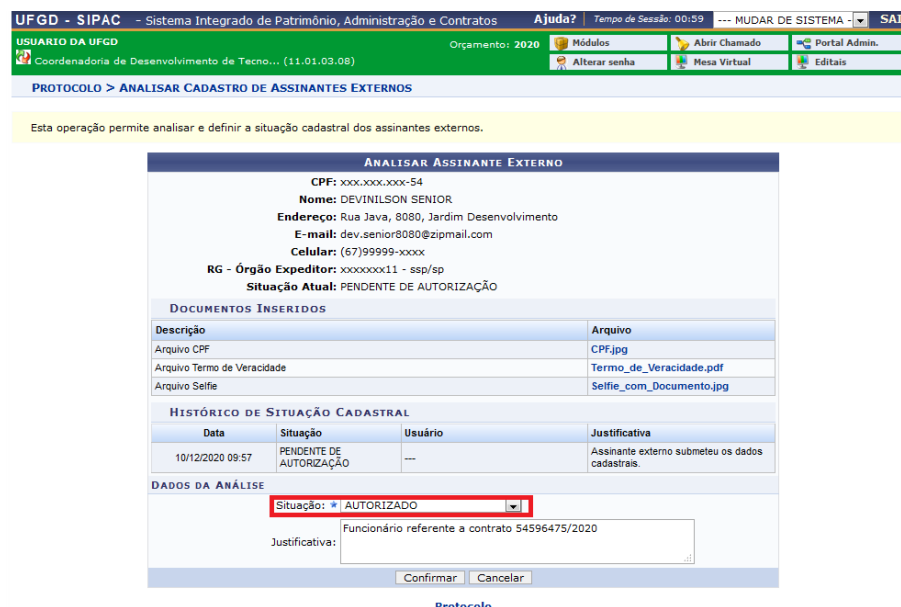 UFGD - SIPAC - Sistema Integrado de Patrimônio, Administração e Contratos Ajuda? Tempo de Sessão: 00:59 --- MUDAR DE SISTEMA - SAI
USUARIO DA UFGD Orçamento: 2020 Módulos Abrir Chamado Portal Admin.
Coordenadoria de Desenvolvimento de Tecno... (11.01.03.08) Alterar senha Mesa Virtual Editais
PROTOCOLO > ANALISAR CADASTRO DE ASSINANTES EXTERNOS
Esta operação permite analisar e definir a situação cadastral dos assinantes externos.
ANALISAR ASSINANTE EXTERNO
CPF: xxx.xxx.xxx-54
Nome: DEVINILSON SENIOR
Endereço: Rua Java, 8080, Jardim Desenvolvimento
E-mail: dev.senior8080@zipmail.com
Celular: (67)99999-xxxx
RG - Órgão Expeditor: xxxxxxx11 - ssp/sp
Situação Atual: PENDENTE DE AUTORIZAÇÃO
DOCUMENTOS INSERIDOS
Descrição Arquivo
Arquivo CPF CPF.jpg
Arquivo Termo de Veracidade Termo_de_Veracidade.pdf
Arquivo Selfie Selfie_com_Documento.jpg
HISTÓRICO DE SITUAÇÃO CADASTRAL
Data Situação Usuário Justificativa
10/12/2020 09:57 PENDENTE DE AUTORIZAÇÃO --- Assinante externo submeteu os dados cadastrais.
DADOS DA ANÁLISE
Situação: AUTORIZADO
Justificativa: Funcionário referente a contrato 54596475/2020
Confirmar Cancelar
Protocolo